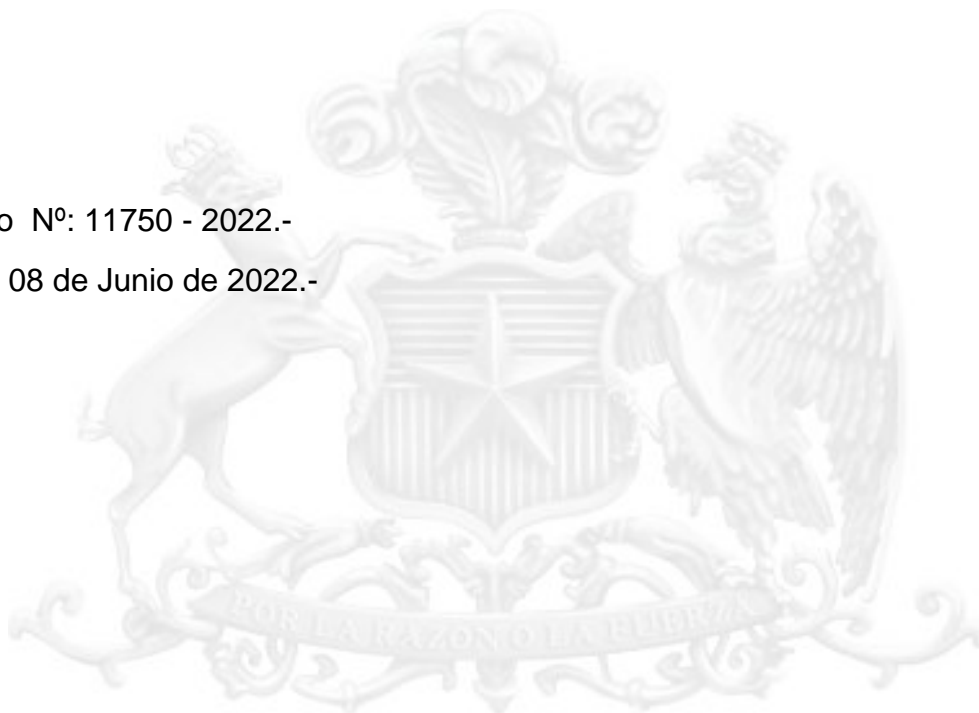 o Nº: 11750 - 2022.-
08 de Junio de 2022.-
POR LA RAZON O LA FUERZA